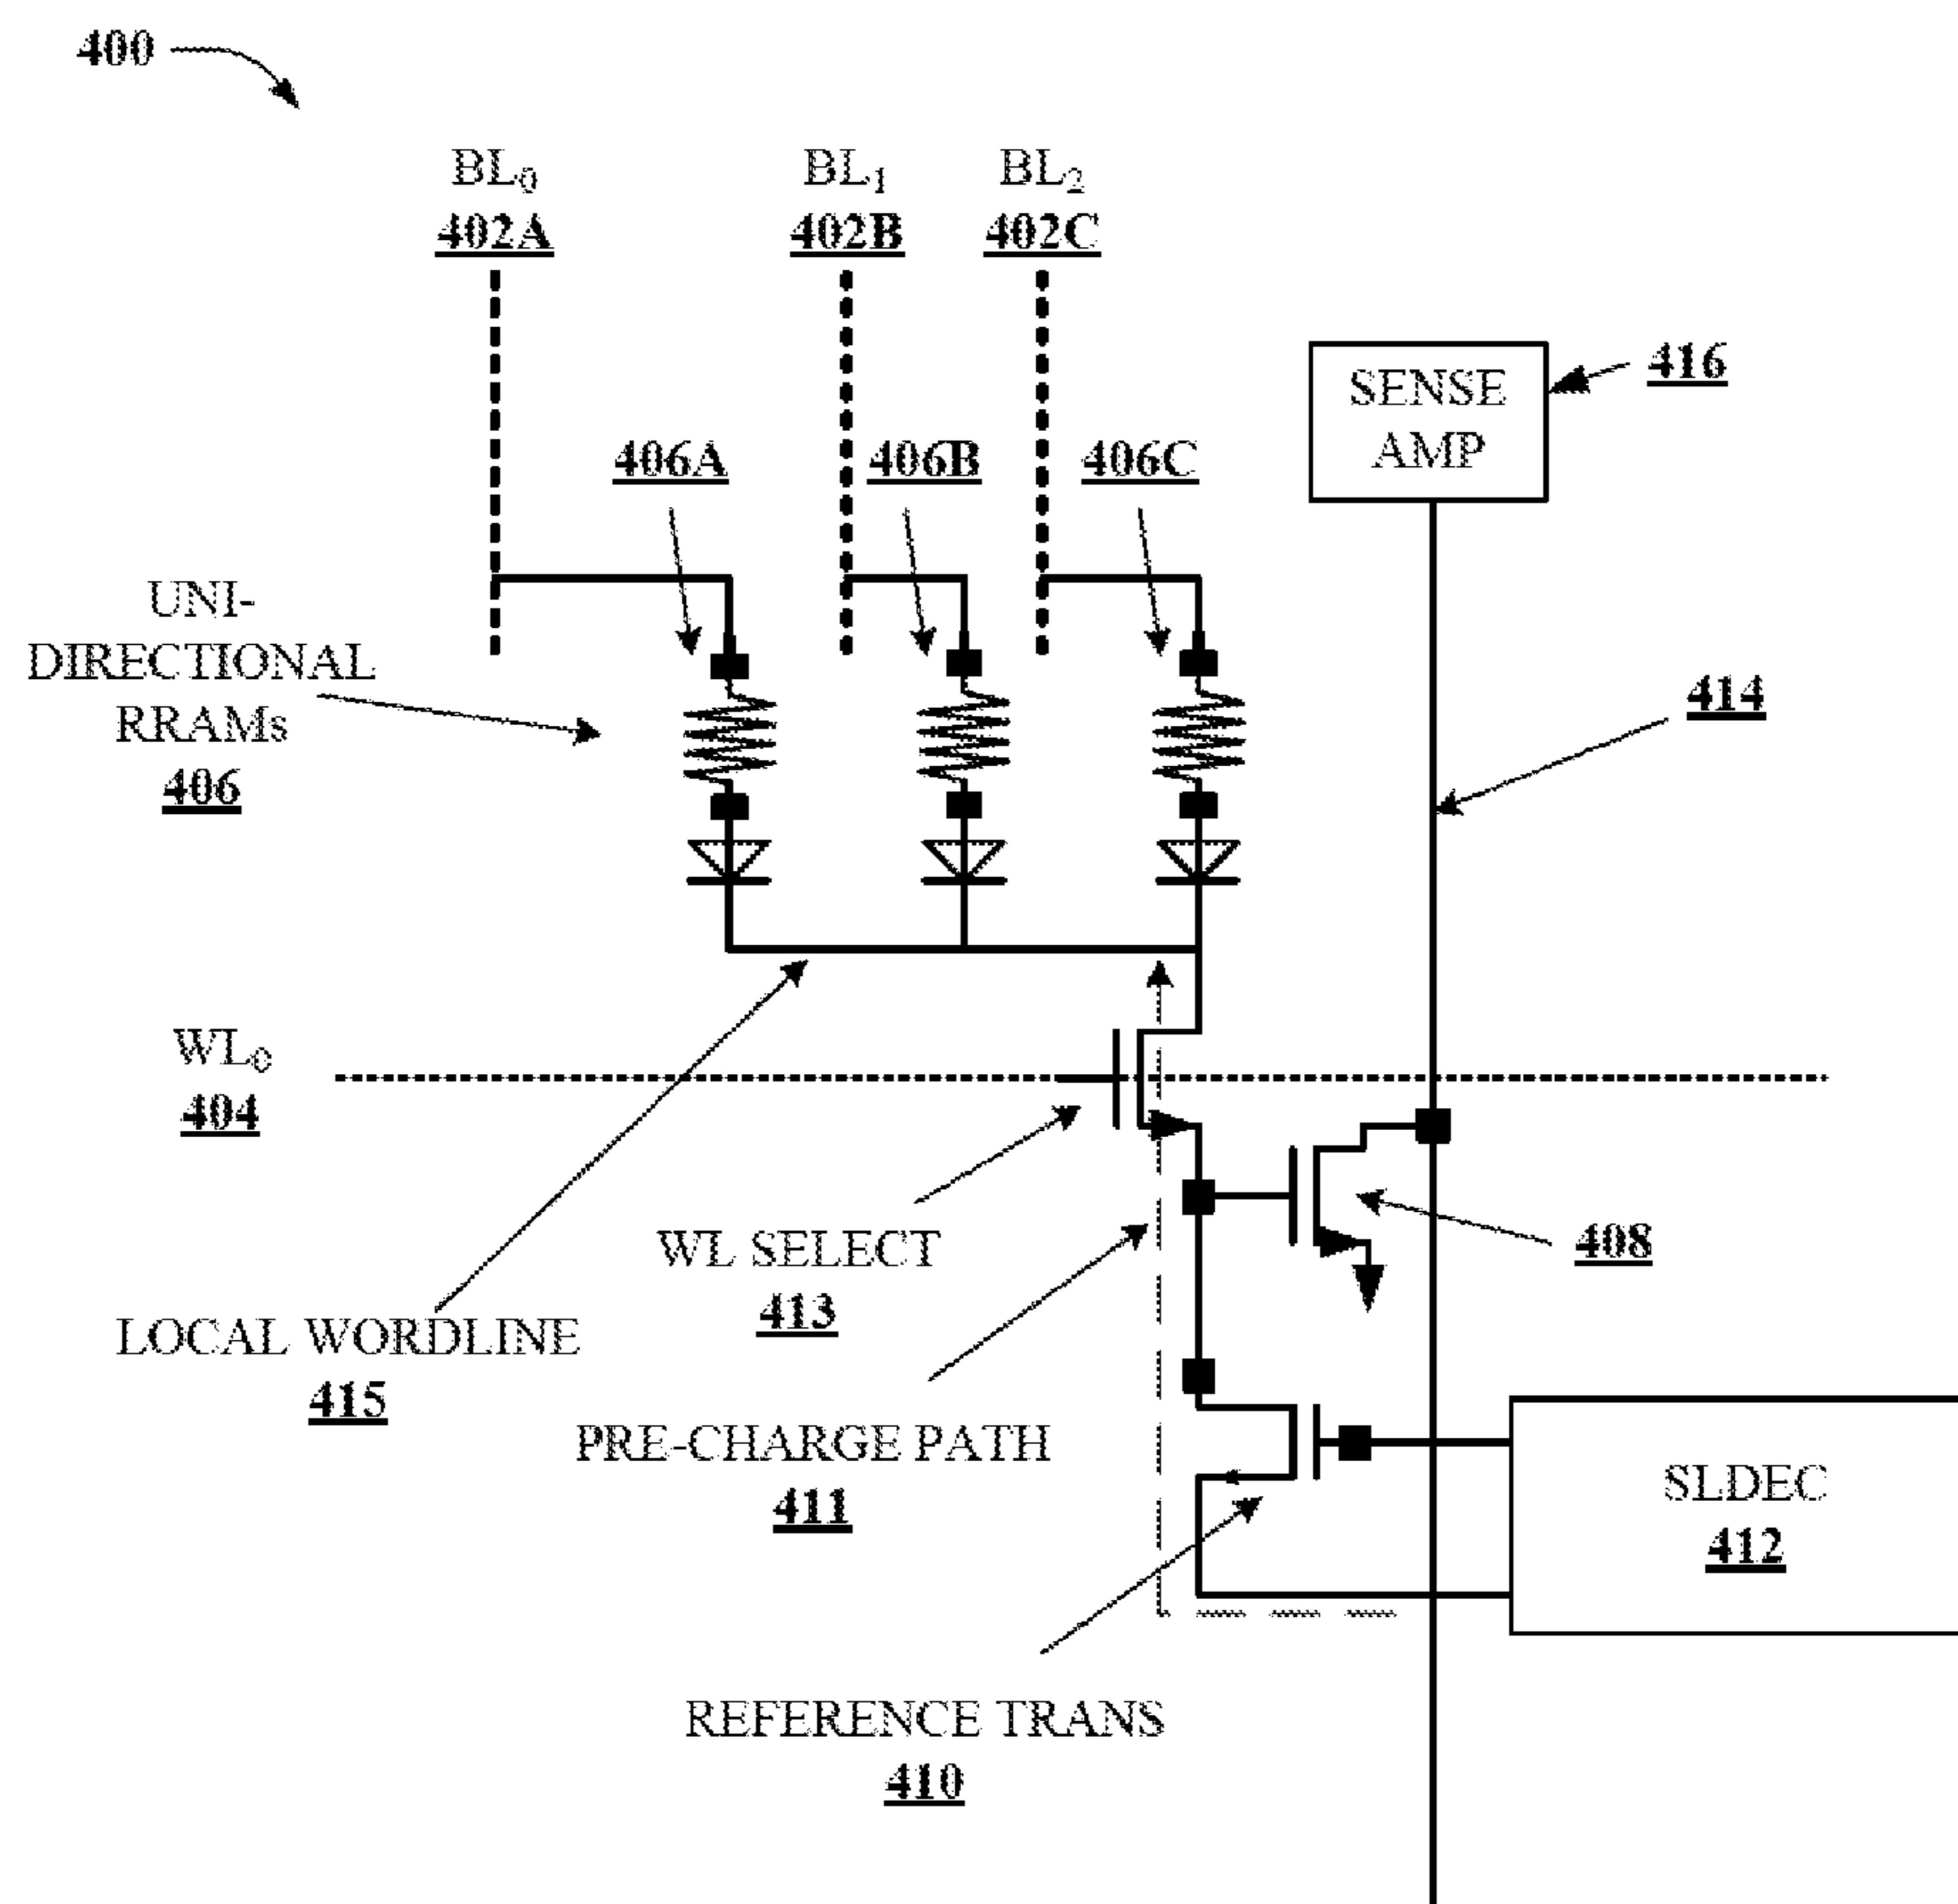 400
BL₀
402A
BL₁
402B
BL₂
402C
SENSE
AMP
416
406A
406B
406C
UNI-
DIRECTIONAL
RRAMs
406
414
WL₀
404
WL SELECT
413
408
LOCAL WORDLINE
415
PRE-CHARGE PATH
411
SLDEC
412
REFERENCE TRANS
410